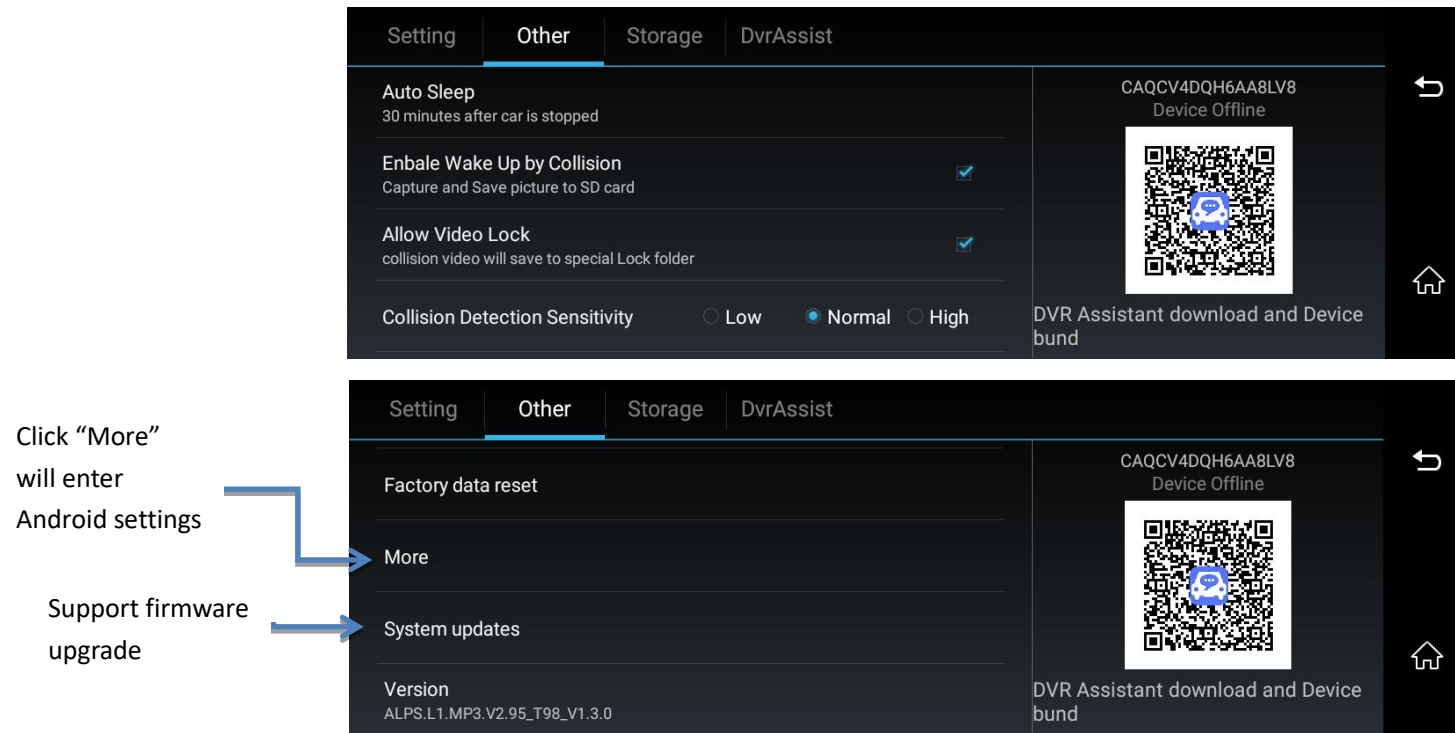 Setting Other Storage DvrAssist
Auto Sleep
30 minutes after car is stopped
Enbale Wake Up by Collision
Capture and Save picture to SD card
Allow Video Lock
collision video will save to special Lock folder
Collision Detection Sensitivity Low Normal High
CAQCV4DQH6AA8LV8
Device Offline
DVR Assistant download and Device
bund
Click “More”
will enter
Android settings
Support firmware
upgrade
Setting Other Storage DvrAssist
Factory data reset
More
System updates
Version
ALPS.L1.MP3.V2.95_T98_V1.3.0
CAQCV4DQH6AA8LV8
Device Offline
DVR Assistant download and Device
bund